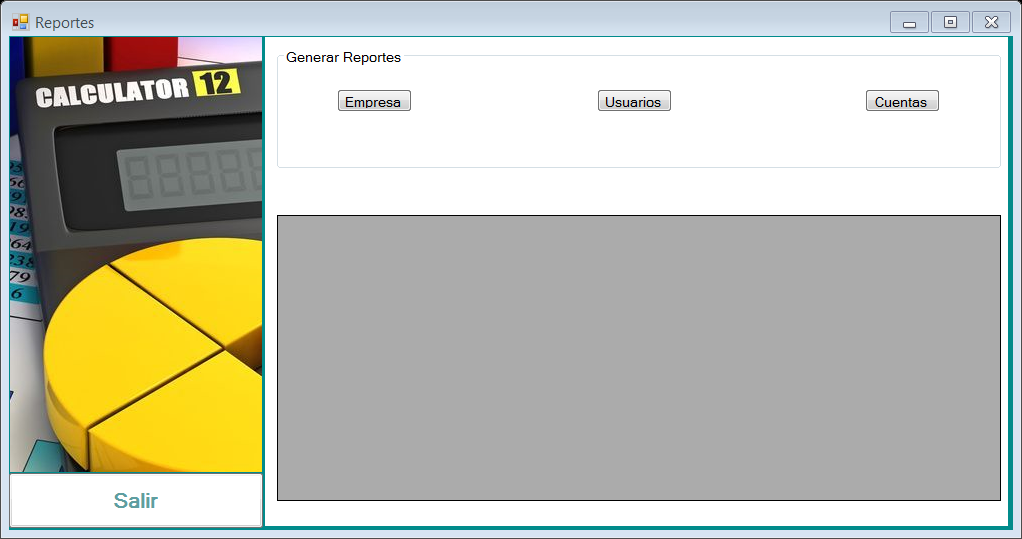 Reportes
CALCULATOR 12
Generar Reportes
Empresa
Usuarios
Cuentas
Salir